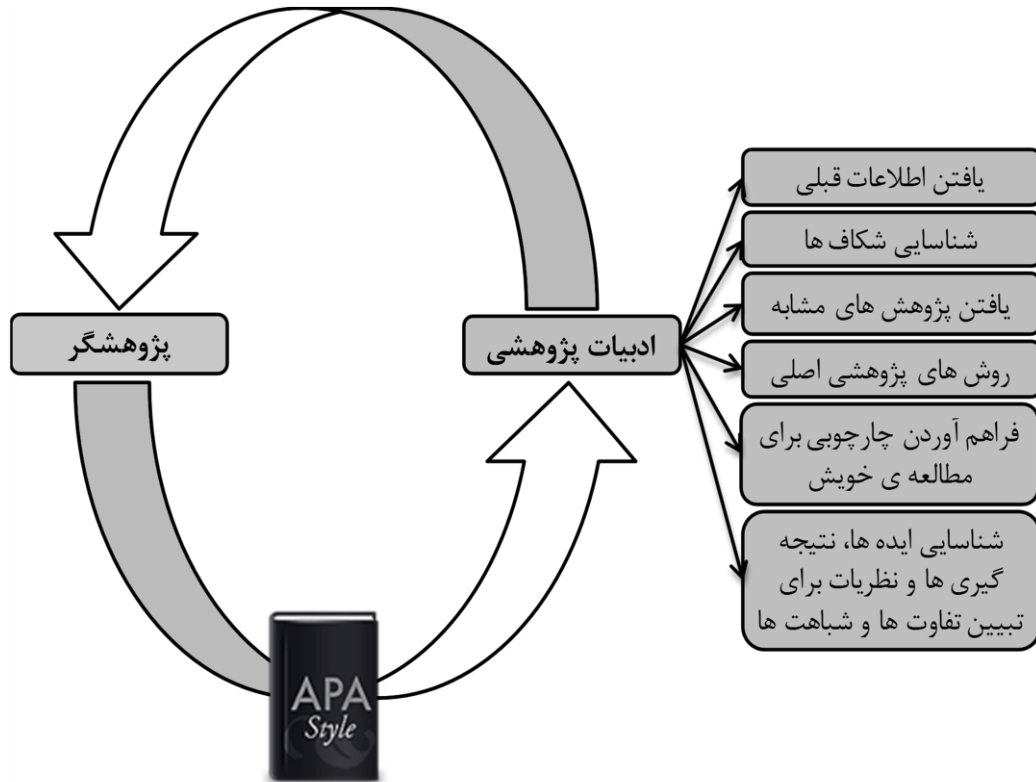 یافتن اطلاعات قبلی
شناسایی شکاف ها
یافتن پژوهش های مشابه
پژوهشگر
ادبیات پژوهشی
روش های پژوهشی اصلی
فراهم آوردن چارچوبی برای
مطالعه ی خویش
شناسایی ایده ها، نتیجه
گیری ها و نظریات برای
تبیین تفاوت ها و شباهت ها
APA
Style